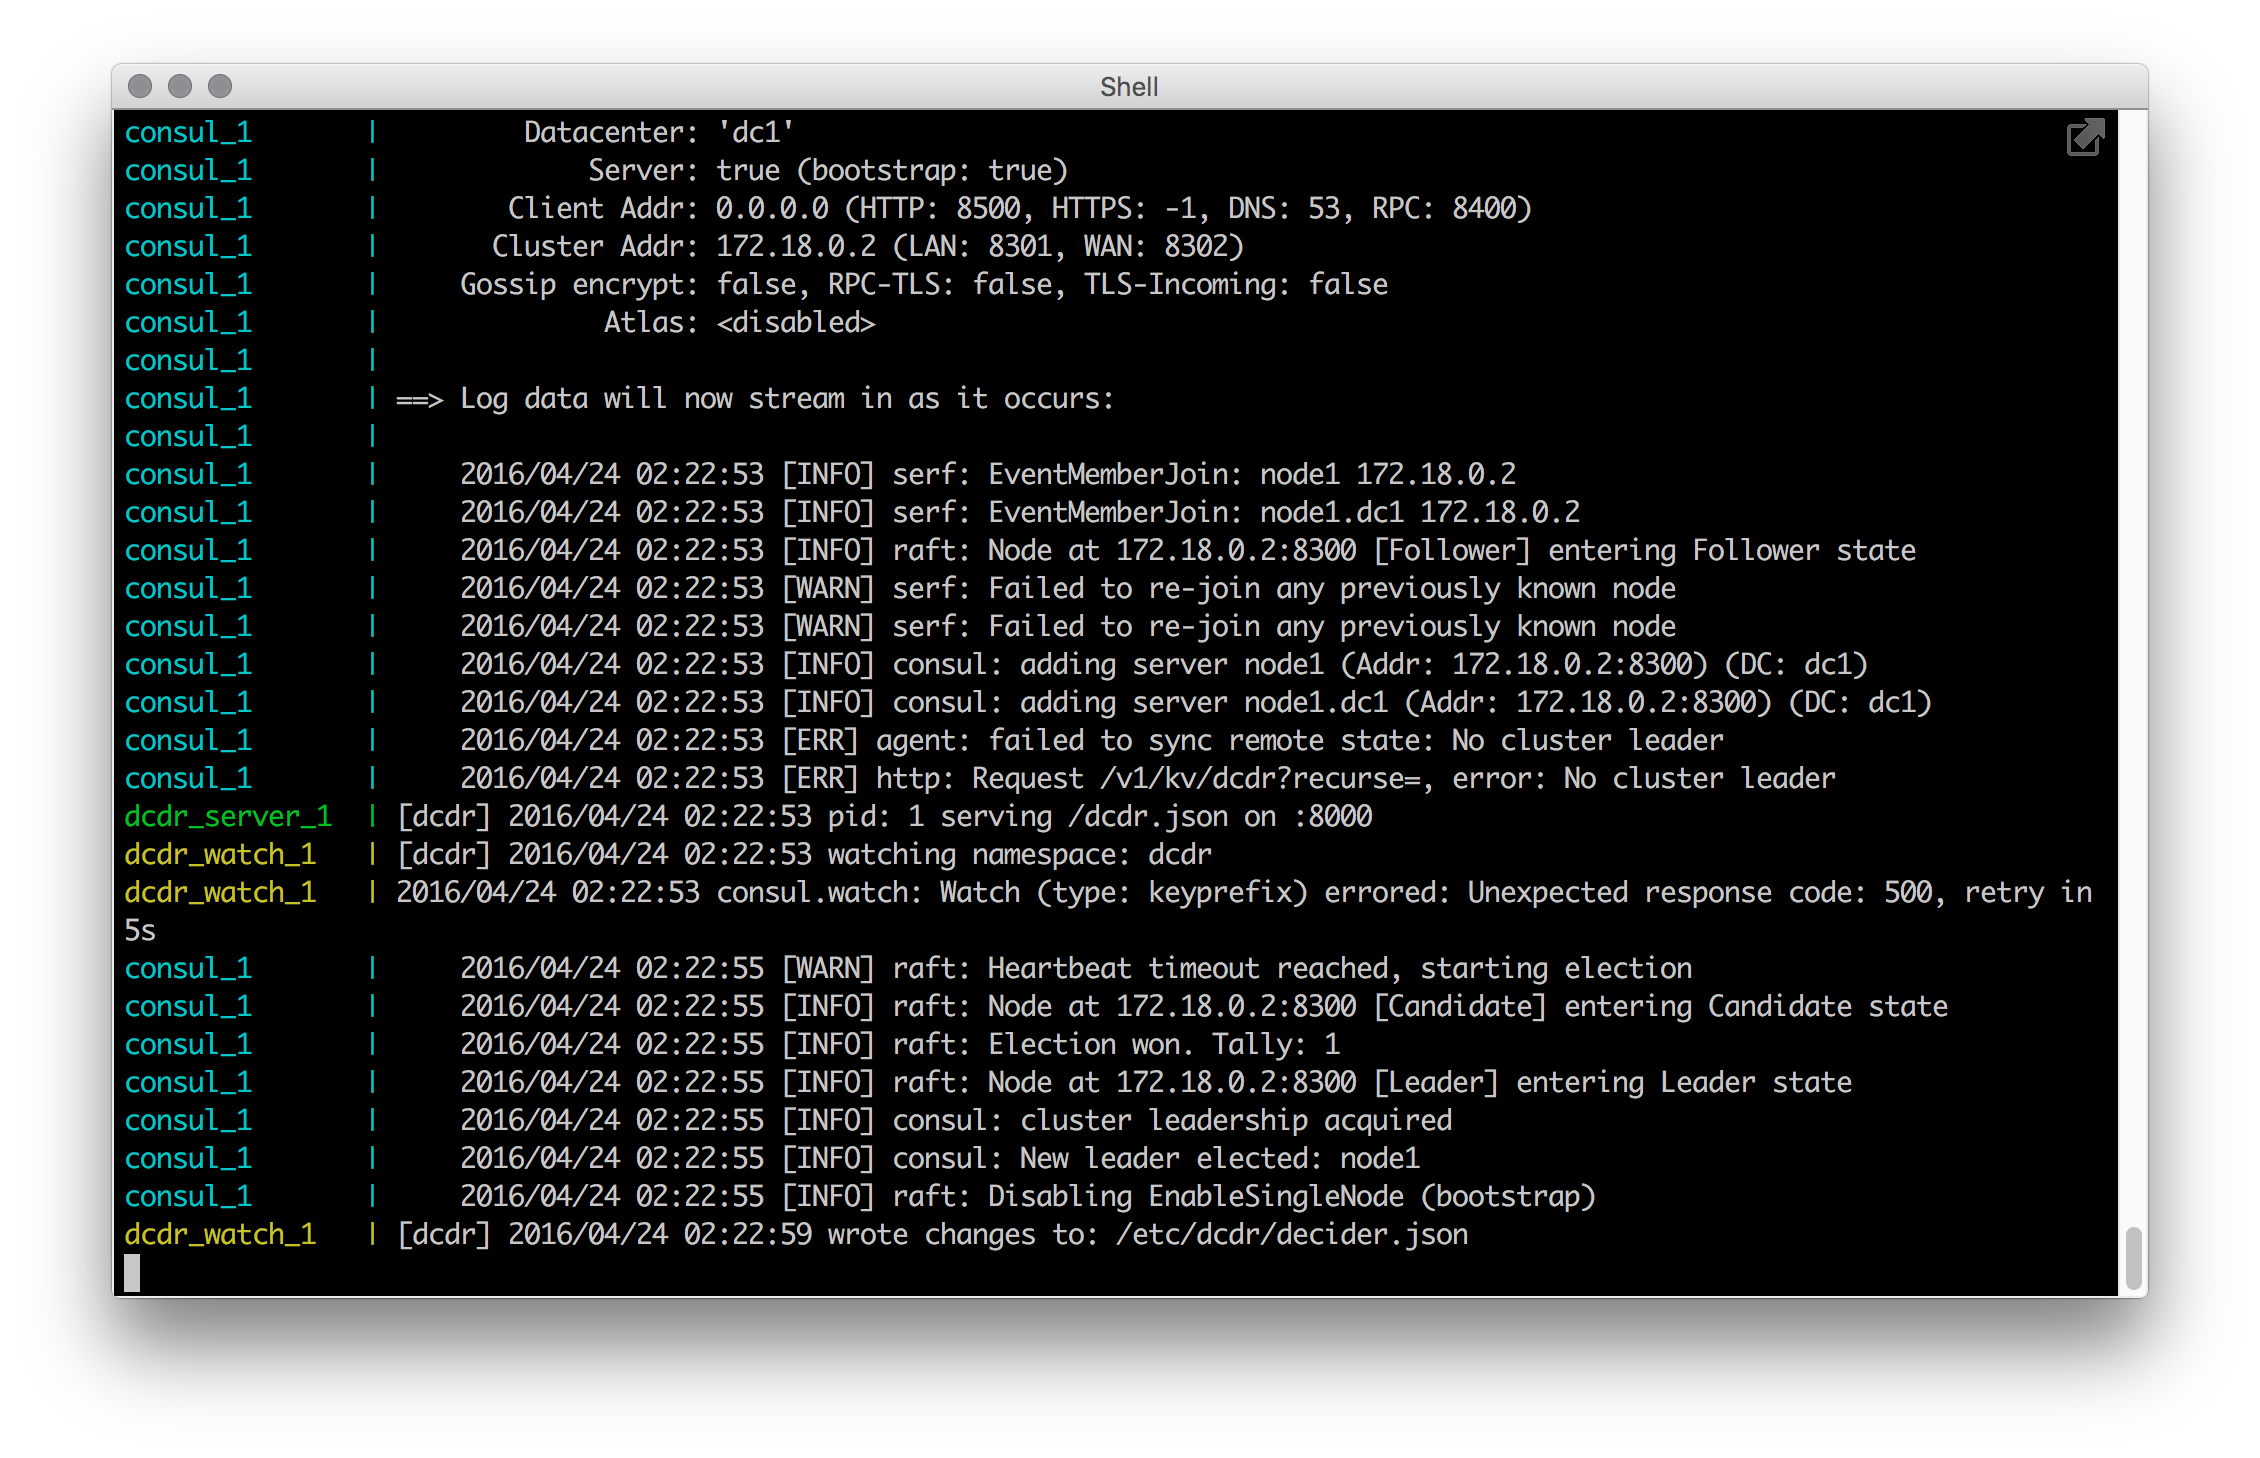 Shell
consul_1 | Datacenter: 'dc1'
consul_1 | Server: true (bootstrap: true)
consul_1 | Client Addr: 0.0.0.0 (HTTP: 8500, HTTPS: -1, DNS: 53, RPC: 8400)
consul_1 | Cluster Addr: 172.18.0.2 (LAN: 8301, WAN: 8302)
consul_1 | Gossip encrypt: false, RPC-TLS: false, TLS-Incoming: false
consul_1 | Atlas: <disabled>
consul_1 |
consul_1 | ==> Log data will now stream in as it occurs:
consul_1 |
consul_1 | 2016/04/24 02:22:53 [INFO] serf: EventMemberJoin: node1 172.18.0.2
consul_1 | 2016/04/24 02:22:53 [INFO] serf: EventMemberJoin: node1.dc1 172.18.0.2
consul_1 | 2016/04/24 02:22:53 [INFO] raft: Node at 172.18.0.2:8300 [Follower] entering Follower state
consul_1 | 2016/04/24 02:22:53 [WARN] serf: Failed to re-join any previously known node
consul_1 | 2016/04/24 02:22:53 [WARN] serf: Failed to re-join any previously known node
consul_1 | 2016/04/24 02:22:53 [INFO] consul: adding server node1 (Addr: 172.18.0.2:8300) (DC: dc1)
consul_1 | 2016/04/24 02:22:53 [INFO] consul: adding server node1.dc1 (Addr: 172.18.0.2:8300) (DC: dc1)
consul_1 | 2016/04/24 02:22:53 [ERR] agent: failed to sync remote state: No cluster leader
consul_1 | 2016/04/24 02:22:53 [ERR] http: Request /v1/kv/dcdr?recurse=, error: No cluster leader
dcdr_server_1 | [dcdr] 2016/04/24 02:22:53 pid: 1 serving /dcdr.json on :8000
dcdr_watch_1 | [dcdr] 2016/04/24 02:22:53 watching namespace: dcdr
dcdr_watch_1 | 2016/04/24 02:22:53 consul.watch: Watch (type: keyprefix) errored: Unexpected response code: 500, retry in
5s
consul_1 | 2016/04/24 02:22:55 [WARN] raft: Heartbeat timeout reached, starting election
consul_1 | 2016/04/24 02:22:55 [INFO] raft: Node at 172.18.0.2:8300 [Candidate] entering Candidate state
consul_1 | 2016/04/24 02:22:55 [INFO] raft: Election won. Tally: 1
consul_1 | 2016/04/24 02:22:55 [INFO] raft: Node at 172.18.0.2:8300 [Leader] entering Leader state
consul_1 | 2016/04/24 02:22:55 [INFO] consul: cluster leadership acquired
consul_1 | 2016/04/24 02:22:55 [INFO] consul: New leader elected: node1
consul_1 | 2016/04/24 02:22:55 [INFO] raft: Disabling EnableSingleNode (bootstrap)
dcdr_watch_1 | [dcdr] 2016/04/24 02:22:59 wrote changes to: /etc/dcdr/decider.json